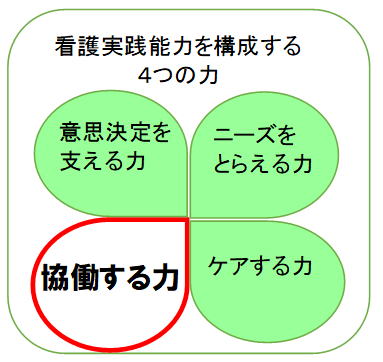 看護実践能力を構成する
4つの力
意思決定を
支える力
ニーズを
とらえる力
協働する力
ケアする力